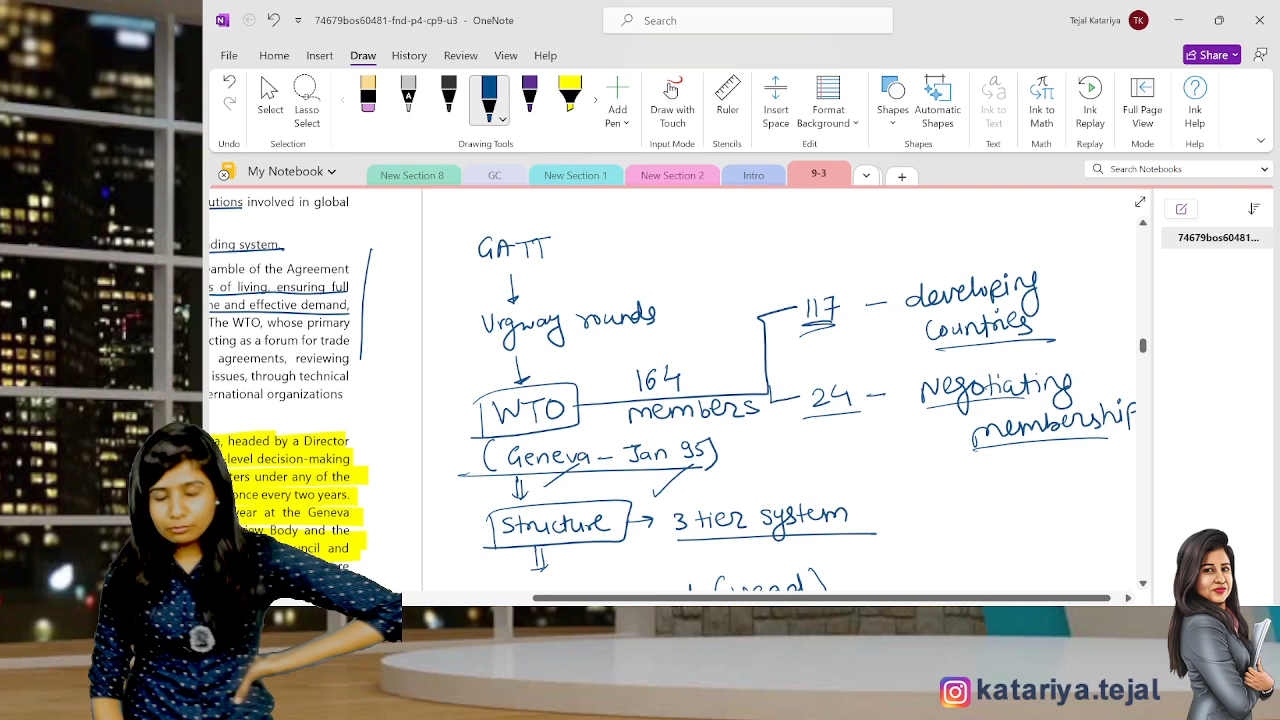 74679bos60481-fnd-p4-cp9-u3 - OneNote
Search
Tejal Katariya
TK
File Home Insert Draw History Review View Help
Share
Select
Lasso Select
Add Pen
Draw with Touch
Ruler
Insert Space
Format Background
Shapes
Automatic Shapes
Ink to Text
Ink to Math
Ink Replay
Full Page View
Ink Help
Undo Selection Drawing Tools Input Mode Stencils Edit Shapes Text Math Replay Mode Help
My Notebook
New Section 8 GC New Section 1 New Section 2 Intro 9-3
Search Notebooks
74679bos60481...
utions involved in global
ding system.
amble of the Agreement
s of living, ensuring full
ne and effective demand,
The WTO, whose primary
cting as a forum for trade
agreements, reviewing
issues, through technical
ernational organizations
a, headed by a Director
-level decision-making
ters under any of the
once every two years.
year at the Geneva
Body and the
uncil and
GATT
Urgway rounds
WTO
164
members
117 - developing
countries
24 - Negotiating
membership
(Geneva - Jan 95)
Structure → 3 tier system
katariya.tejal